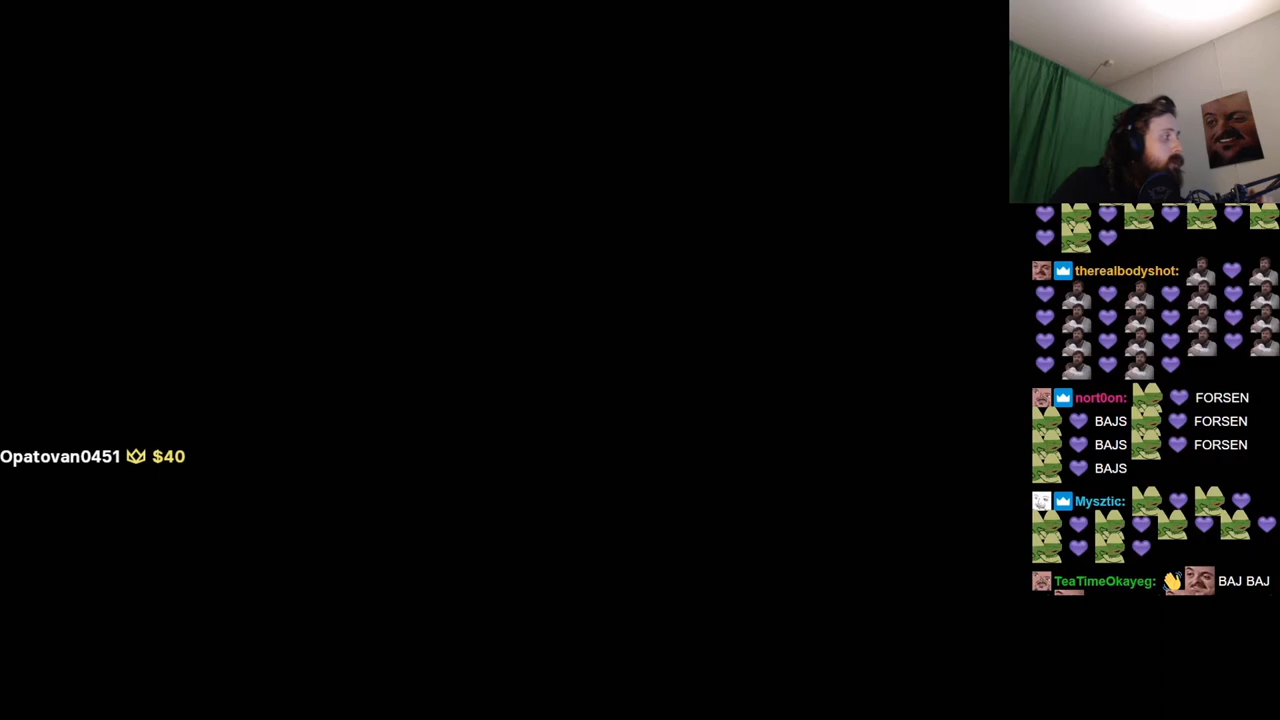 therealbodyshot:
nort0on: FORSEN
BAJS FORSEN
BAJS FORSEN
BAJS
Opatovan0451 $40
Mysztic:
TeaTimeOkayeg: BAJ BAJ